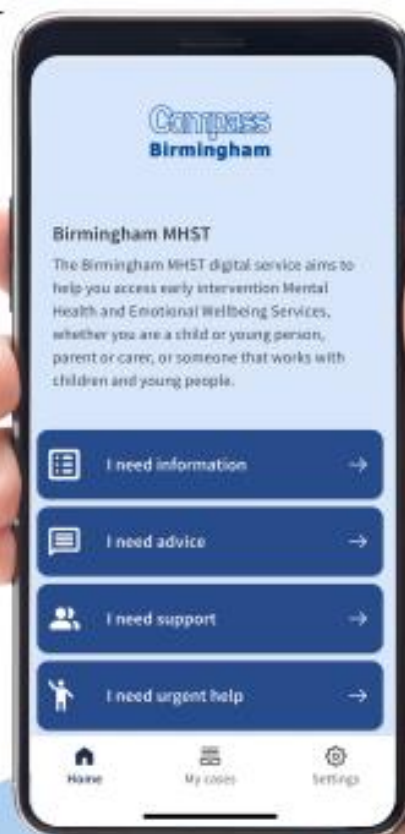 Compass
Birmingham
Birmingham MHST
The Birmingham MHST digital service aims to
help you access early intervention Mental
Health and Emotional Wellbeing Services,
whether you are a child or young person,
parent or carer, or someone that works with
children and young people.
I need information
I need advice
I need support
I need urgent help
Home
My cases
Settings